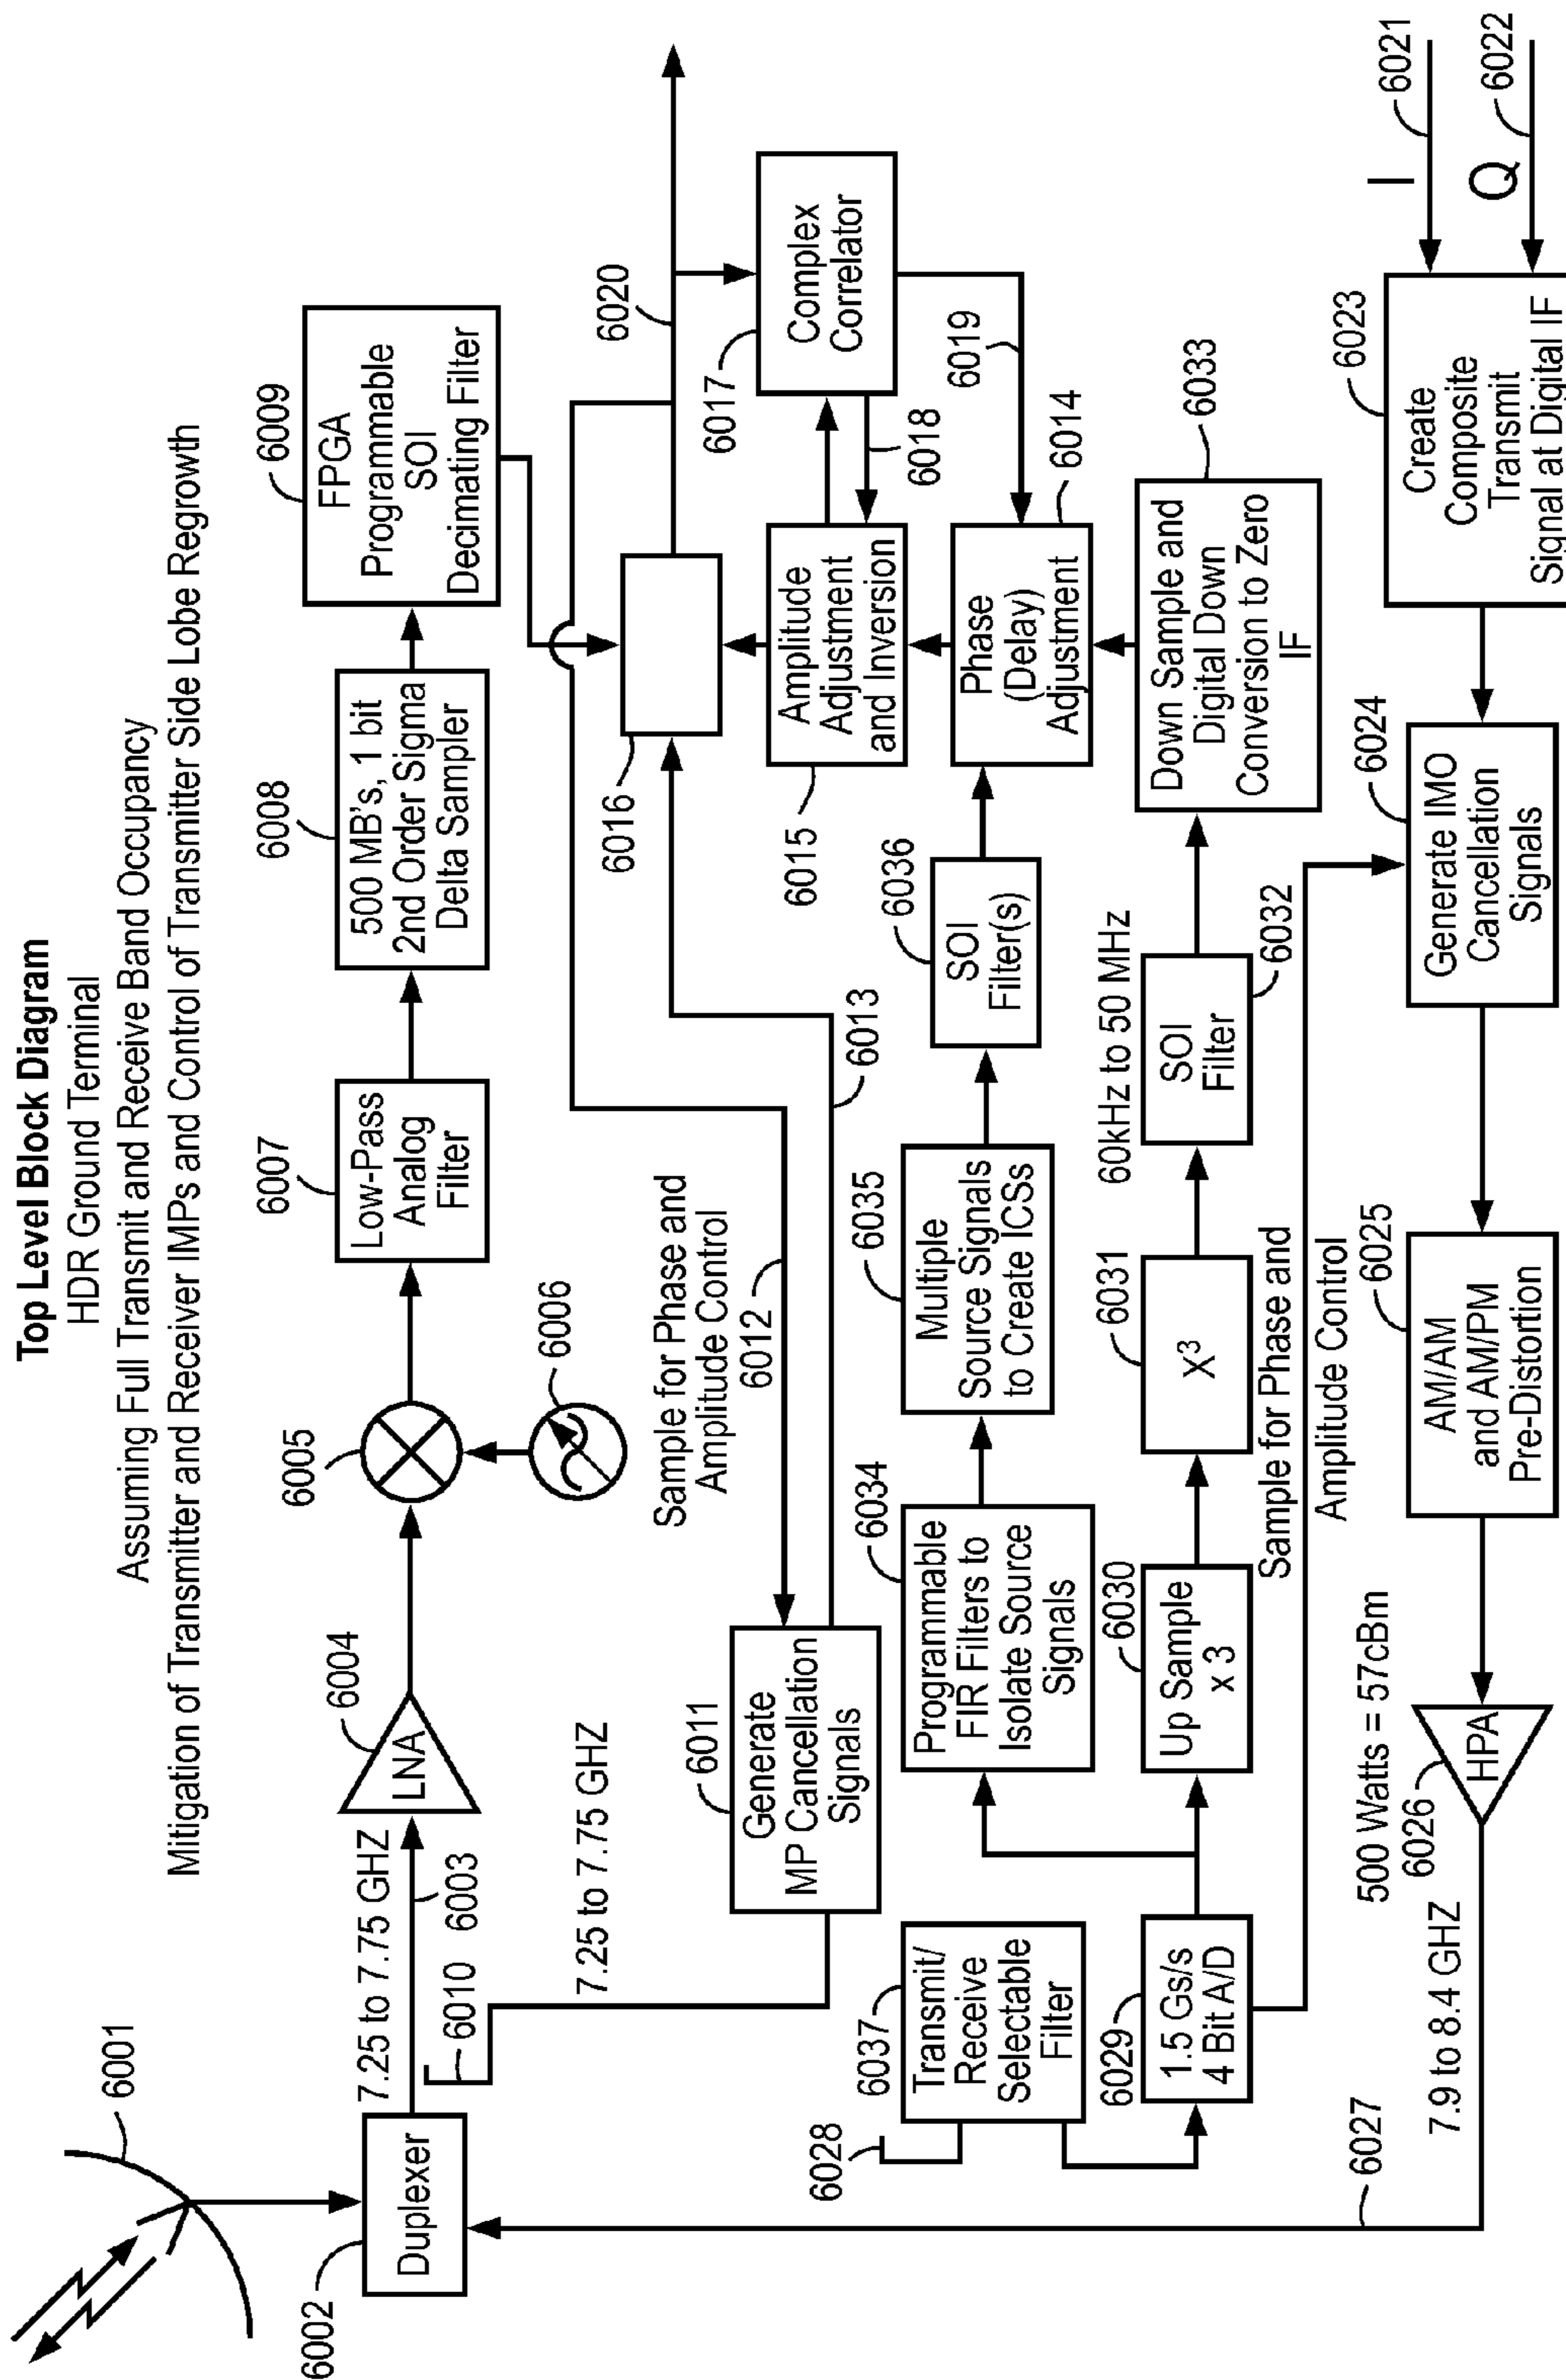 Top Level Block Diagram
HDR Ground Terminal
Assuming Full Transmit and Receive Band Occupancy
Mitigation of Transmitter and Receiver IMPs and Control of Transmitter Side Lobe Regrowth
6001
6002
Duplexer
7.25 to 7.75 GHZ
6003
6010
6004
LNA
6005
6006
6007
Low-Pass
Analog
Filter
6008
500 MB's, 1 bit
2nd Order Sigma
Delta Sampler
6009
FPGA
Programmable
SOI
Decimating Filter
7.25 to 7.75 GHZ
6011
Generate
MP Cancellation
Signals
Sample for Phase and
Amplitude Control
6012
6013
6016
6020
6015
Amplitude
Adjustment
and Inversion
6017
Complex
Correlator
6018
6019
6014
Phase
(Delay)
Adjustment
6028
6037
Transmit/
Receive
Selectable
Filter
6034
Programmable
FIR Filters to
Isolate Source
Signals
6035
Multiple
Source Signals
to Create ICSs
6036
SOI
Filter(s)
6029
1.5 Gs/s
4 Bit A/D
6030
Up Sample
x 3
6031
X³
60kHz to 50 MHz
SOI
Filter
6032
6033
Down Sample and
Digital Down
Conversion to Zero
IF
Sample for Phase and
Amplitude Control
6027
7.9 to 8.4 GHZ
500 Watts = 57cBm
6026
HPA
6025
AM/AM
and AM/PM
Pre-Distortion
6024
Generate IMO
Cancellation
Signals
6023
Create
Composite
Transmit
Signal at Digital IF
I
6021
Q
6022